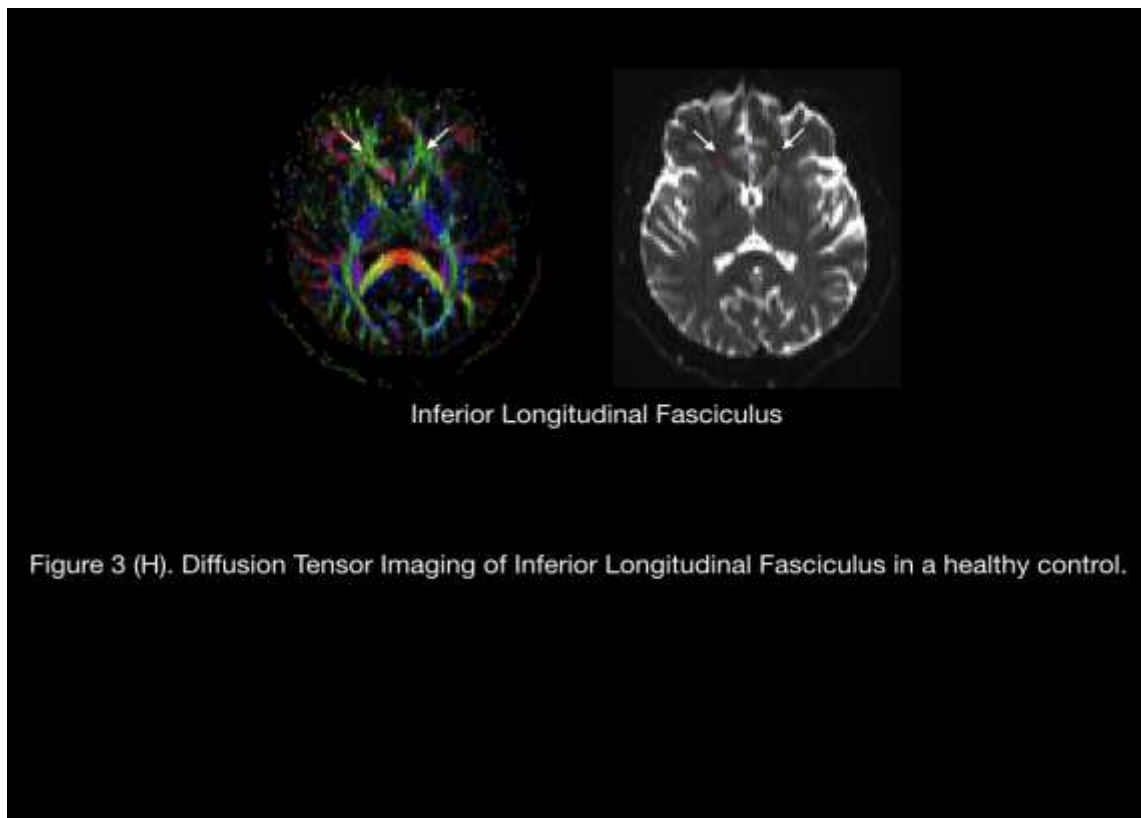 Inferior Longitudinal Fasciculus
Figure 3 (H). Diffusion Tensor Imaging of Inferior Longitudinal Fasciculus in a healthy control.